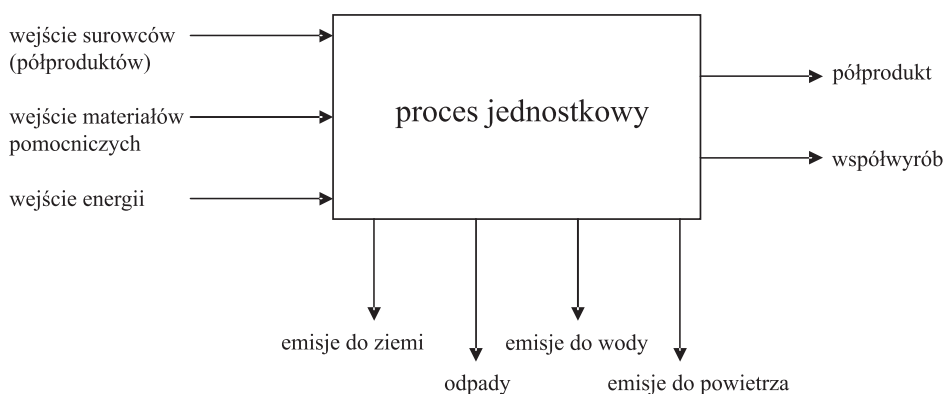 wejście surowców
(półproduktów)
wejście materiałów
pomocniczych
wejście energii
proces jednostkowy
półprodukt
współwyrób
emisje do ziemi
odpady
emisje do wody
emisje do powietrza